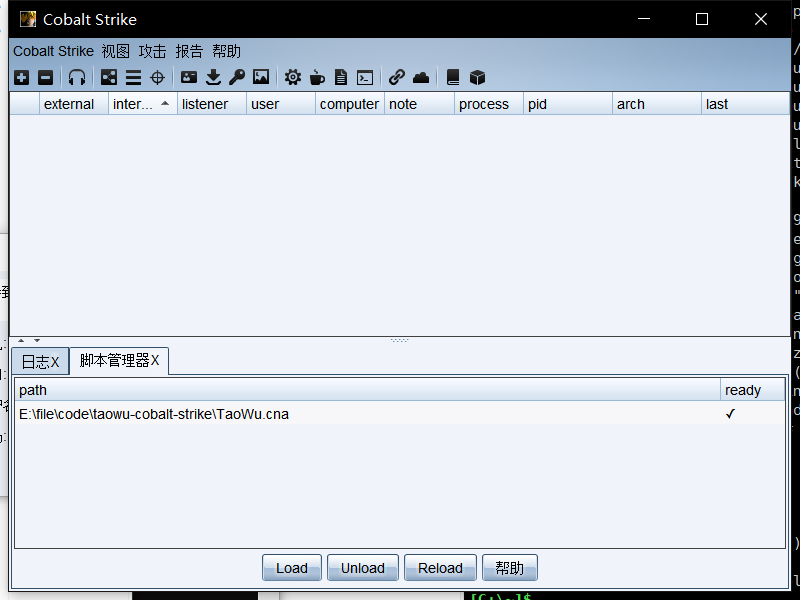 Cobalt Strike
Cobalt Strike 视图 攻击 报告 帮助
external inter... listener user computer note process pid arch last
日志X 脚本管理器X
path ready
E:\file\code\taowu-cobalt-strike\TaoWu.cna ✓
Load Unload Reload 帮助